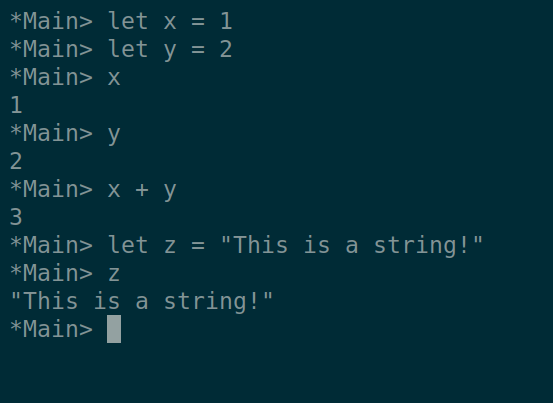 *Main> let x = 1
*Main> let y = 2
*Main> x
1
*Main> y
2
*Main> x + y
3
*Main> let z = "This is a string!"
*Main> z
"This is a string!"
*Main>